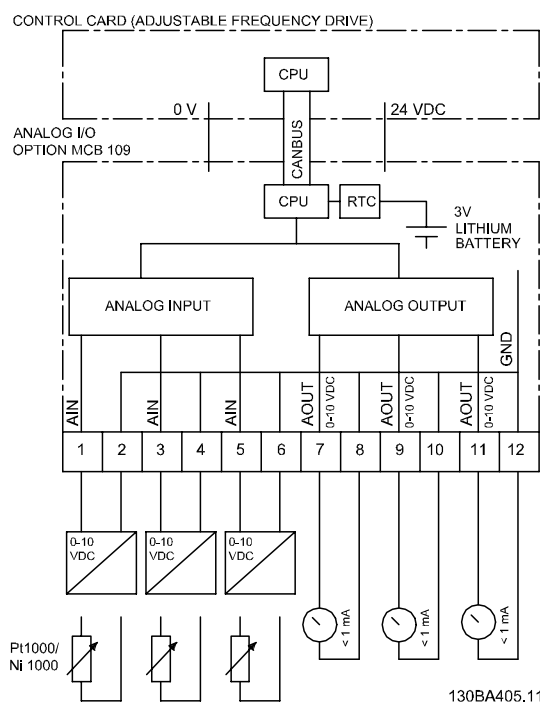 CONTROL CARD (ADJUSTABLE FREQUENCY DRIVE)
CPU
0 V
24 VDC
ANALOG I/O
OPTION MCB 109
CANBUS
CPU
RTC
3V
LITHIUM
BATTERY
ANALOG INPUT
ANALOG OUTPUT
GND
AIN
AIN
AIN
AOUT
0-10 VDC
AOUT
0-10 VDC
AOUT
0-10 VDC
1 2 3 4 5 6 7 8 9 10 11 12
0-10
VDC
0-10
VDC
0-10
VDC
< 1 mA
< 1 mA
< 1 mA
Pt1000/
Ni 1000
130BA405.11